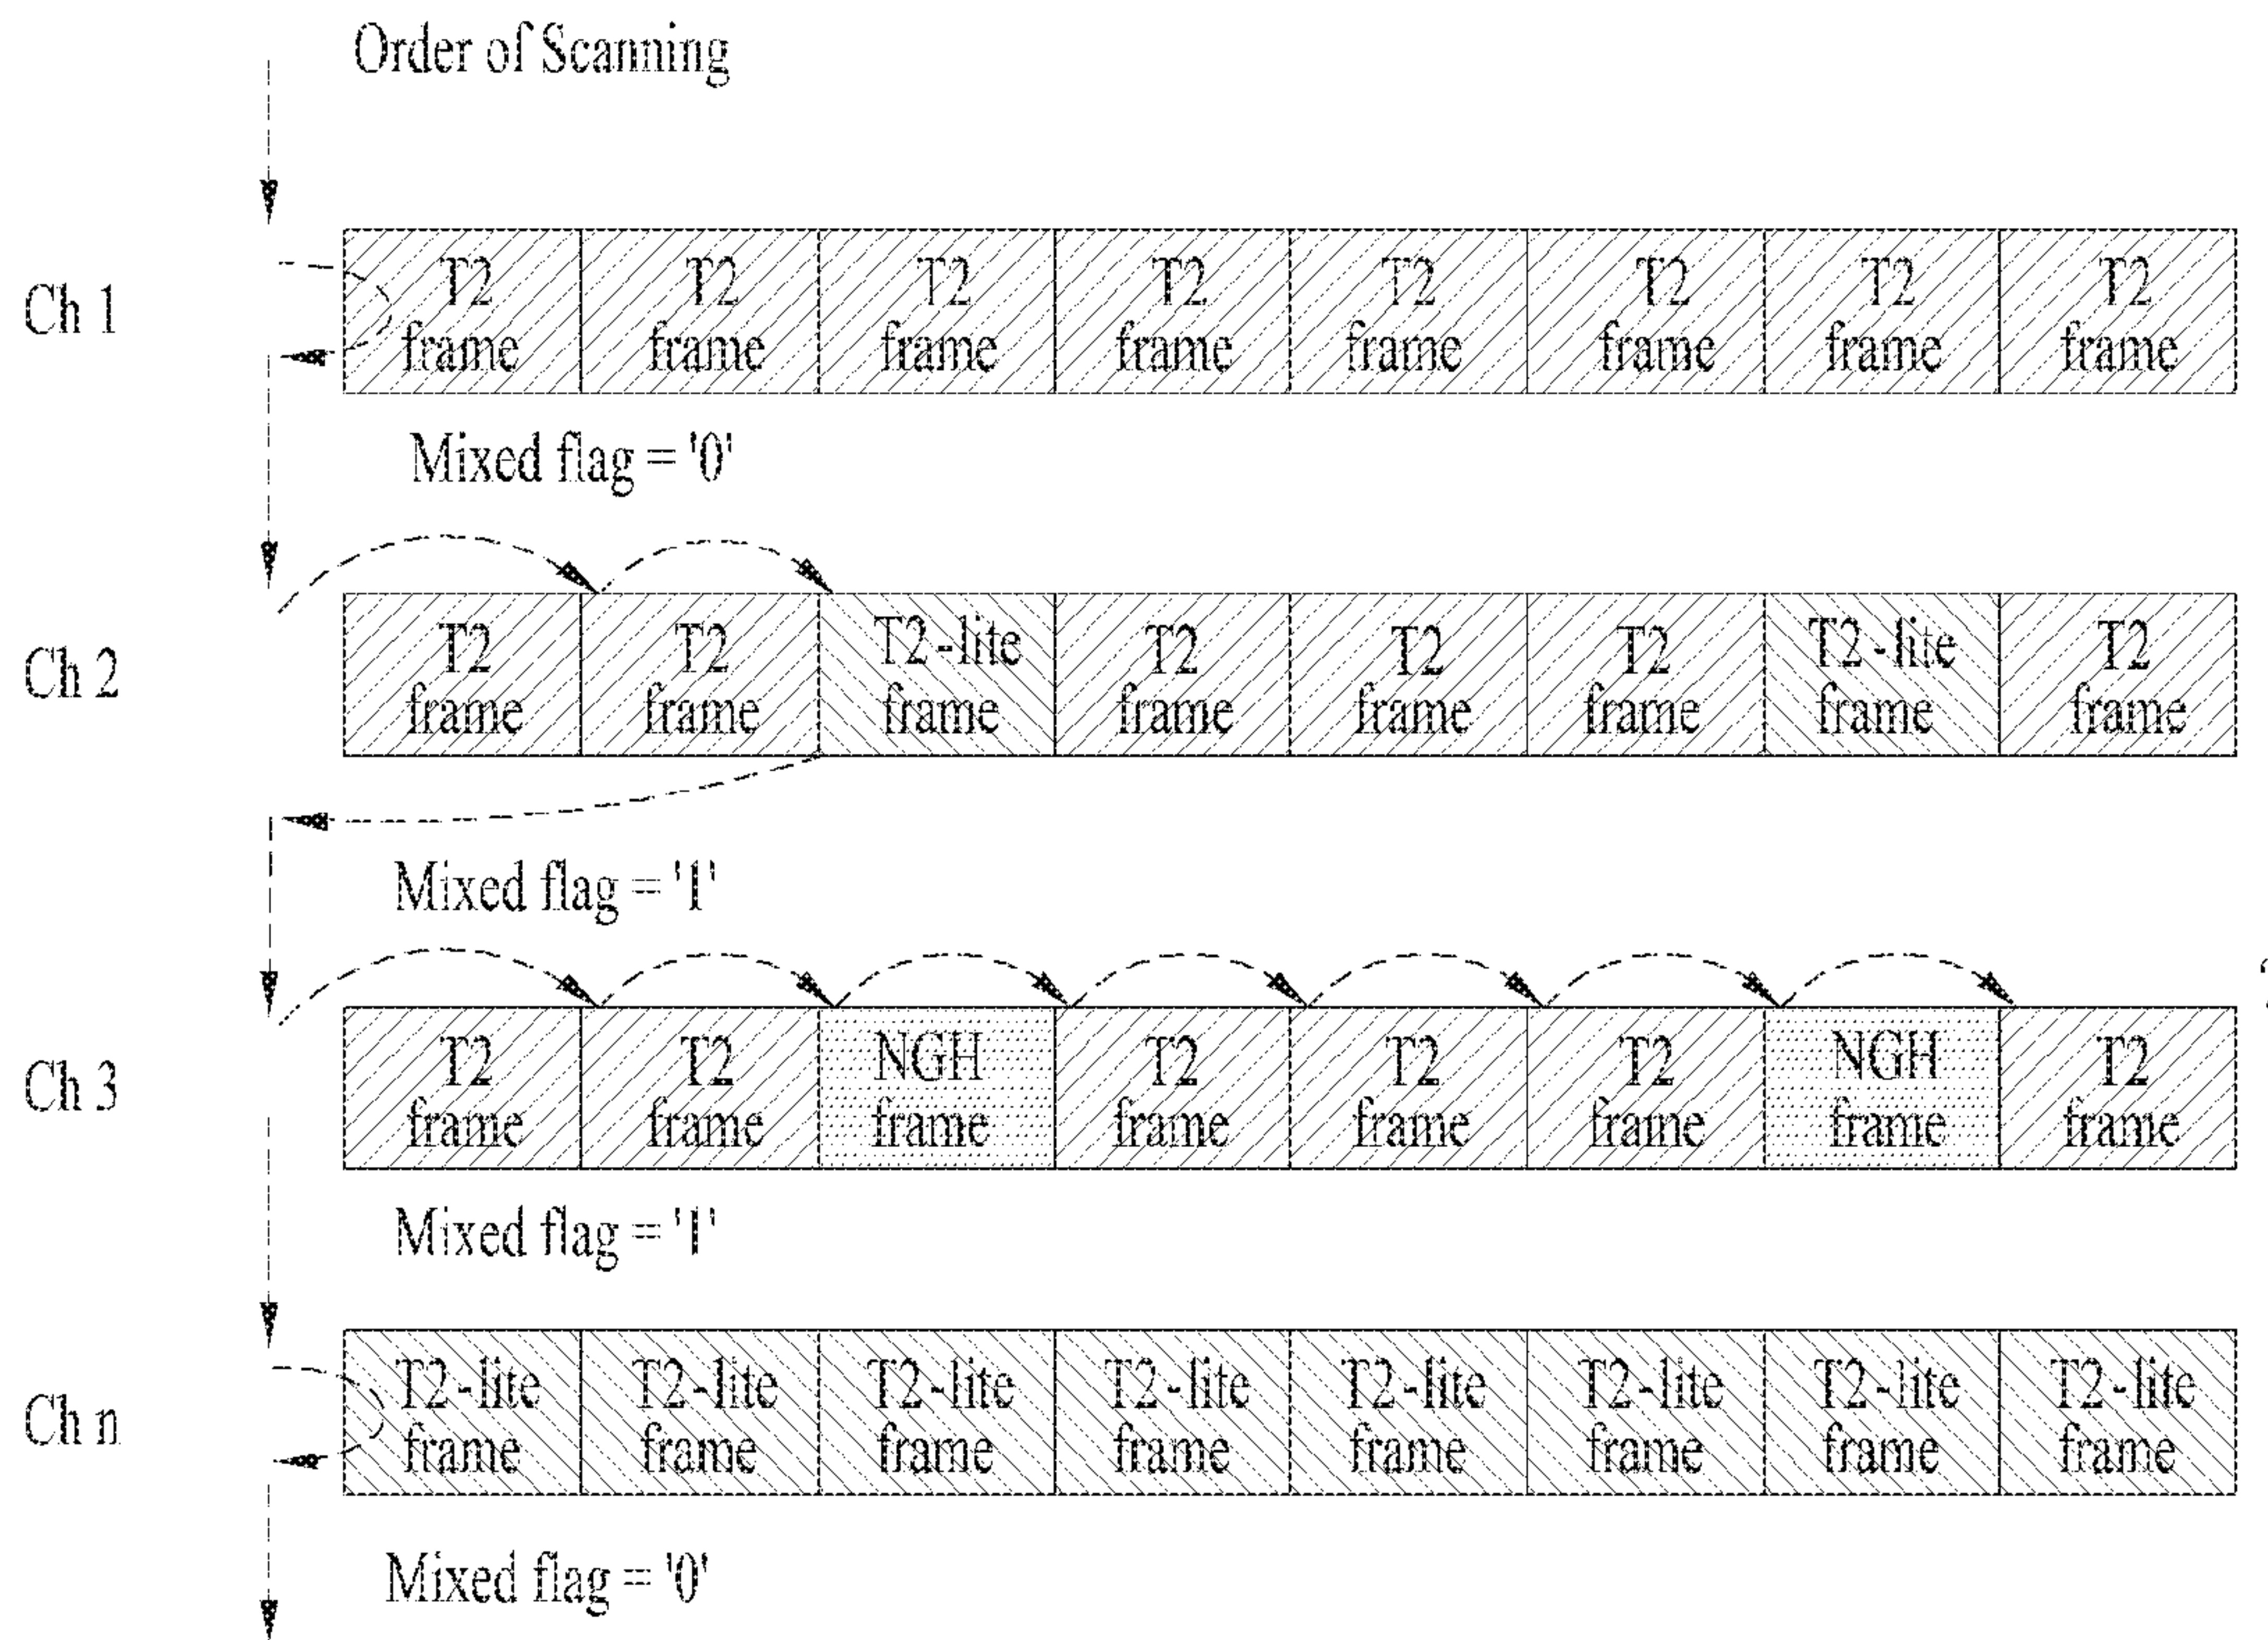 Order of Scanning
Ch 1
T2 frame T2 frame T2 frame T2 frame T2 frame T2 frame T2 frame T2 frame
Mixed flag = '0'
Ch 2
T2 frame T2 frame T2-lite frame T2 frame T2 frame T2 frame T2-lite frame T2 frame
Mixed flag = '1'
Ch 3
T2 frame T2 frame NGH frame T2 frame T2 frame T2 frame NGH frame T2 frame
Mixed flag = '1'
Ch n
T2-lite frame T2-lite frame T2-lite frame T2-lite frame T2-lite frame T2-lite frame T2-lite frame T2-lite frame
Mixed flag = '0'